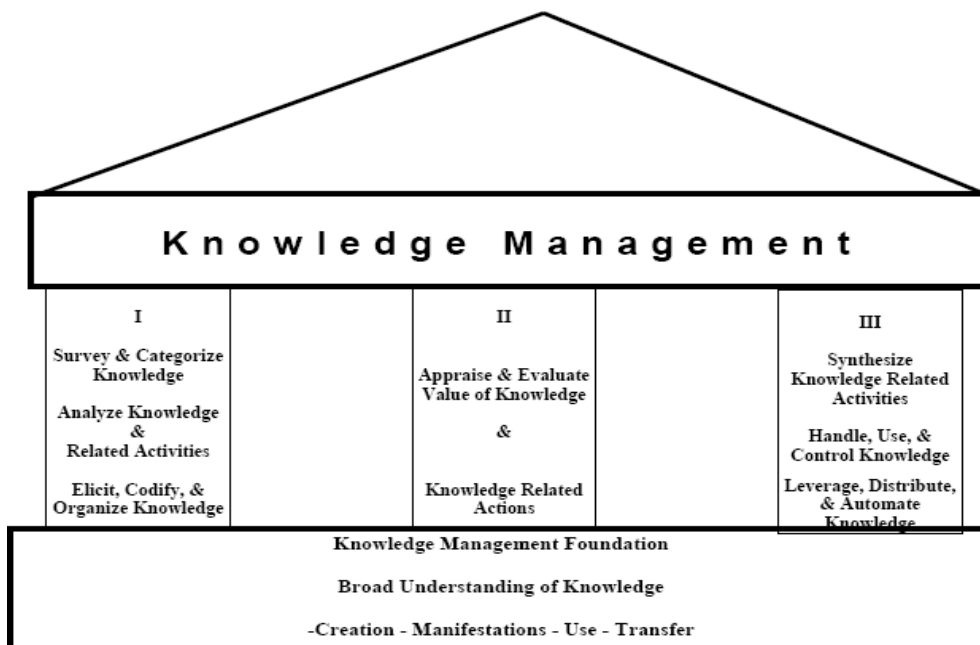 Knowledge Management
I
Survey & Categorize
Knowledge
Analyze Knowledge
&
Related Activities
Elicit, Codify, &
Organize Knowledge
II
Appraise & Evaluate
Value of Knowledge
&
Knowledge Related
Actions
III
Synthesize
Knowledge Related
Activities
Handle, Use, &
Control Knowledge
Leverage, Distribute,
& Automate
Knowledge
Knowledge Management Foundation
Broad Understanding of Knowledge
-Creation - Manifestations - Use - Transfer